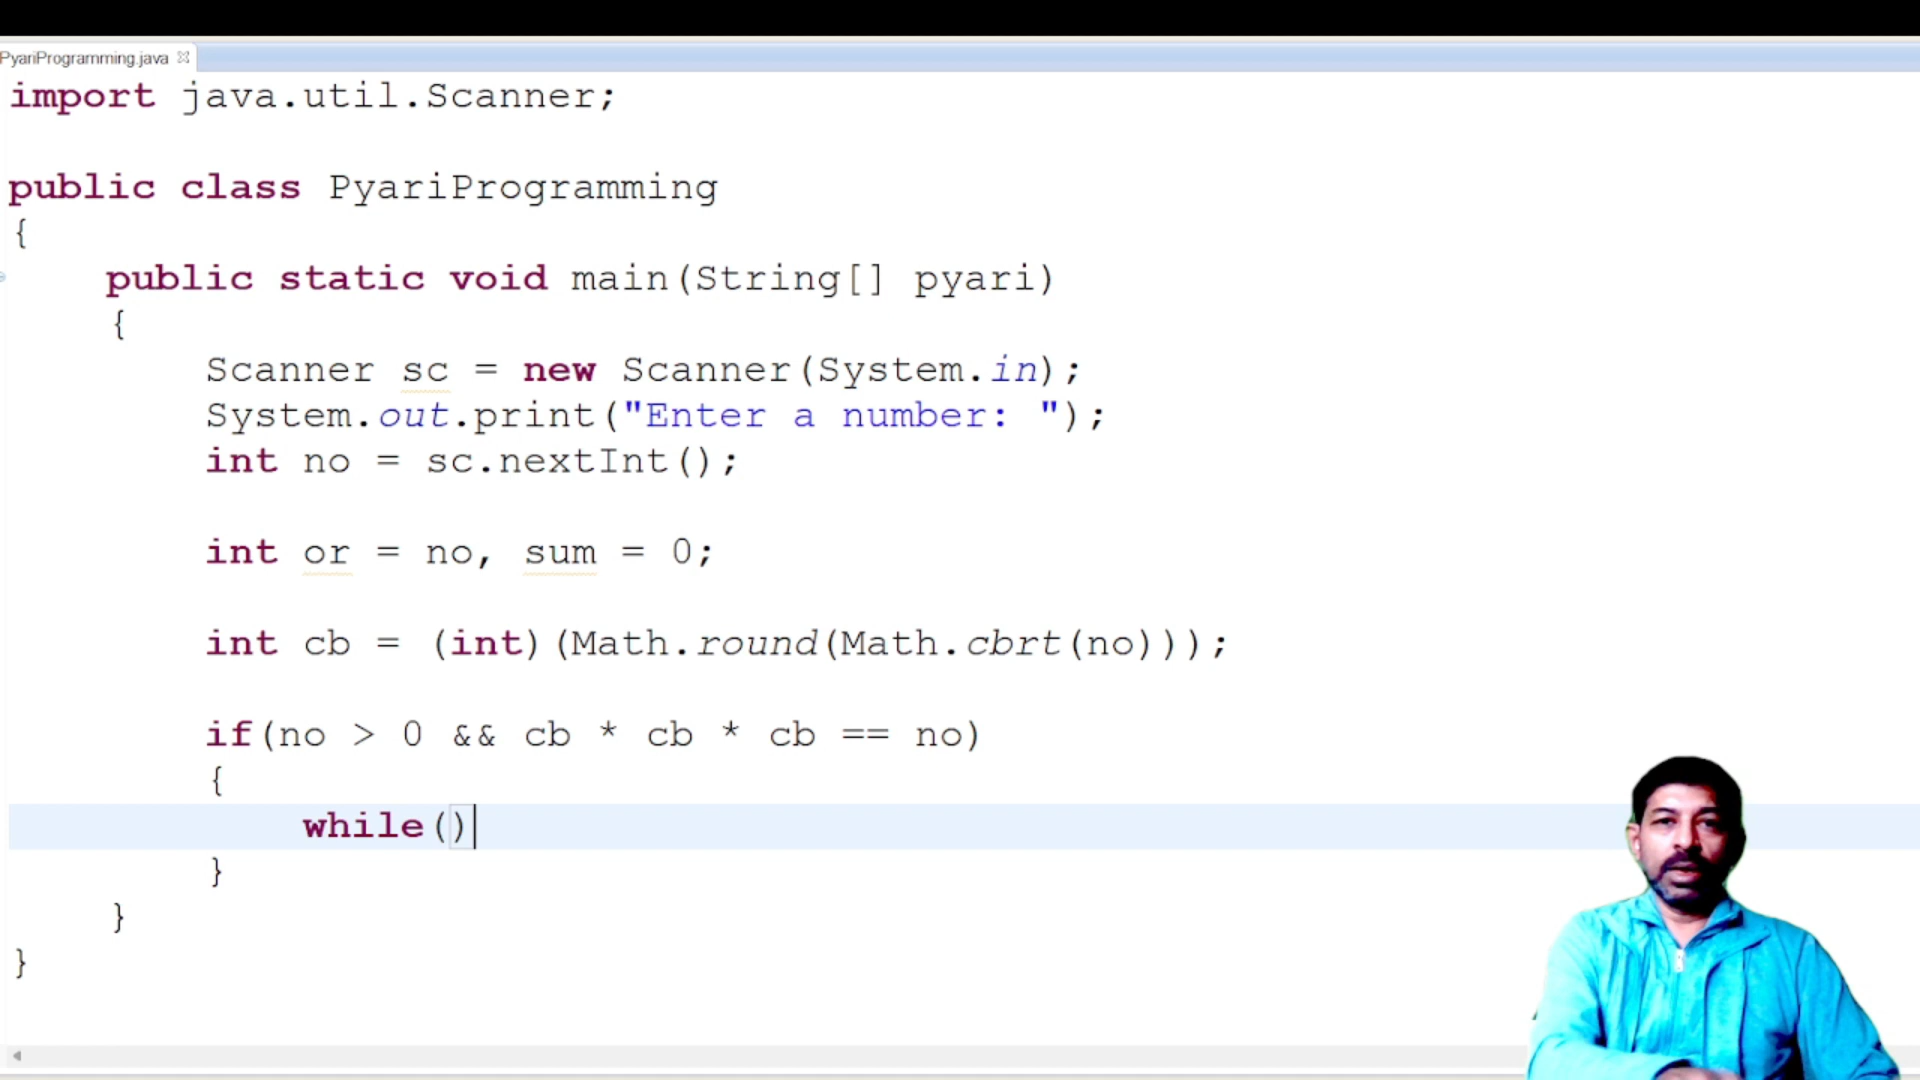 PyariProgramming.java
import java.util.Scanner;
public class PyariProgramming
{
public static void main(String[] pyari)
{
Scanner sc = new Scanner(System.in);
System.out.print("Enter a number: ");
int no = sc.nextInt();
int or = no, sum = 0;
int cb = (int)(Math.round(Math.cbrt(no)));
if(no > 0 && cb * cb * cb == no)
{
while()
}
}
}